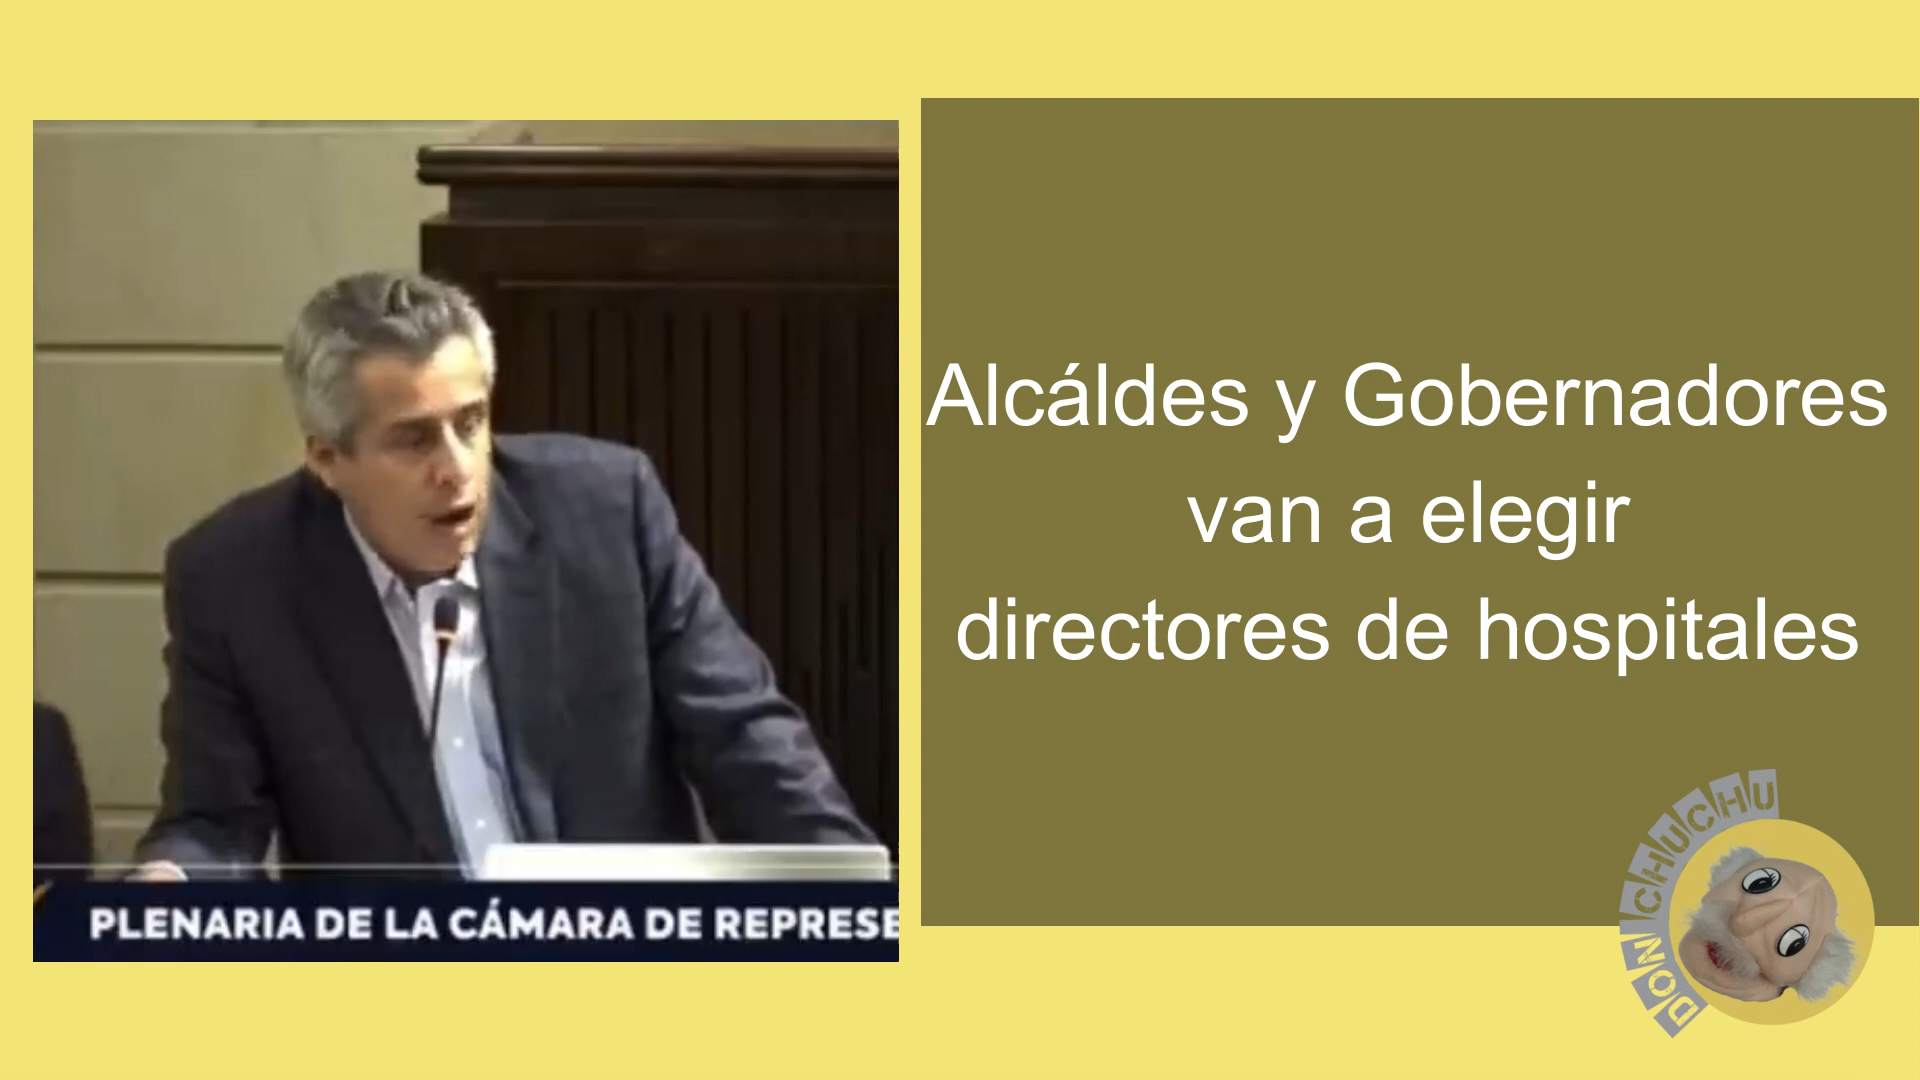 Alcáldes y Gobernadores
van a elegir
directores de hospitales
PLENARIA DE LA CÁMARA DE REPRESE
DON CHUCHU